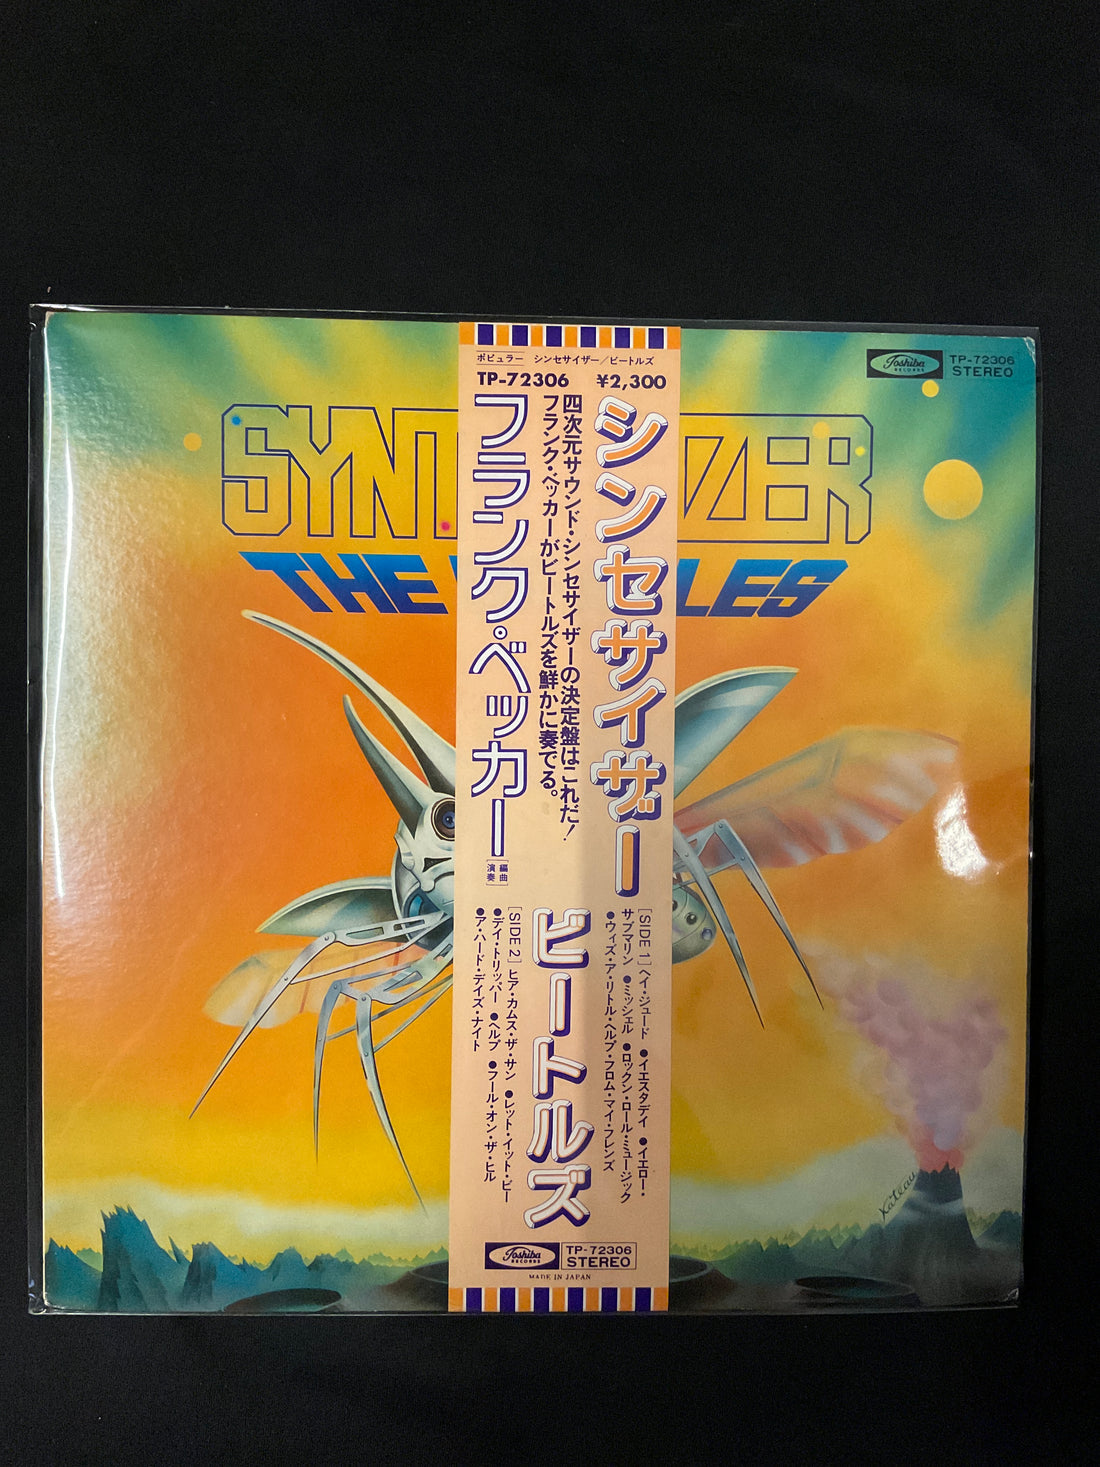 ポピュラー シンセサイザー/ビートルズ
TP-72306 ¥2,300
シンセサイザー
ビートルズ
四次元サウンド・シンセサイザーの決定盤はこれだ!
フランク・ベッカーがビートルズを鮮かに奏でる。
フランク・ベッカー
[編曲
演奏]
[SIDE 1] ヘイ・ジュード ●イエスタデイ ●イエロー・
サブマリン ●ミッシェル ●ロックン・ロール・ミュージック
●ウィズ・ア・リトル・ヘルプ・フロム・マイ・フレンズ
[SIDE 2] ヒア・カムス・ザ・サン ●レット・イット・ビー
●デイ・トリッパー ●ヘルプ ●フール・オン・ザ・ヒル
●ア・ハード・デイズ・ナイト
Toshiba
RECORDS
TP-72306
STEREO
MADE IN JAPAN
SYNT ZER
THE LES
Toshiba
RECORDS
TP-72306
STEREO